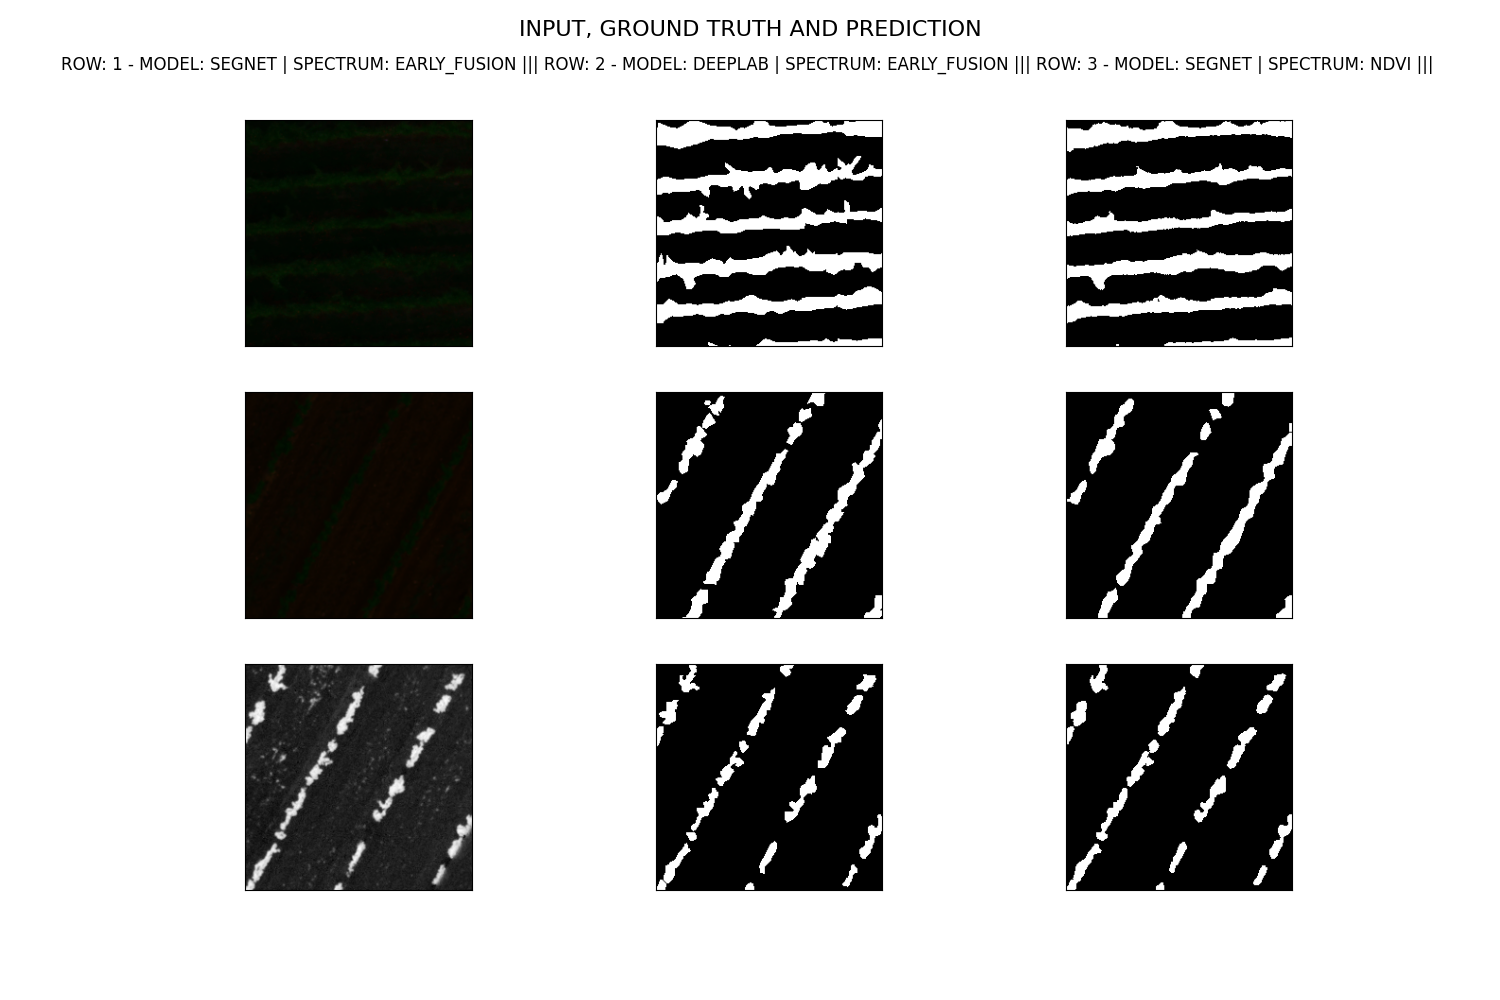 INPUT, GROUND TRUTH AND PREDICTION
ROW: 1 - MODEL: SEGNET | SPECTRUM: EARLY_FUSION ||| ROW: 2 - MODEL: DEEPLAB | SPECTRUM: EARLY_FUSION ||| ROW: 3 - MODEL: SEGNET | SPECTRUM: NDVI |||